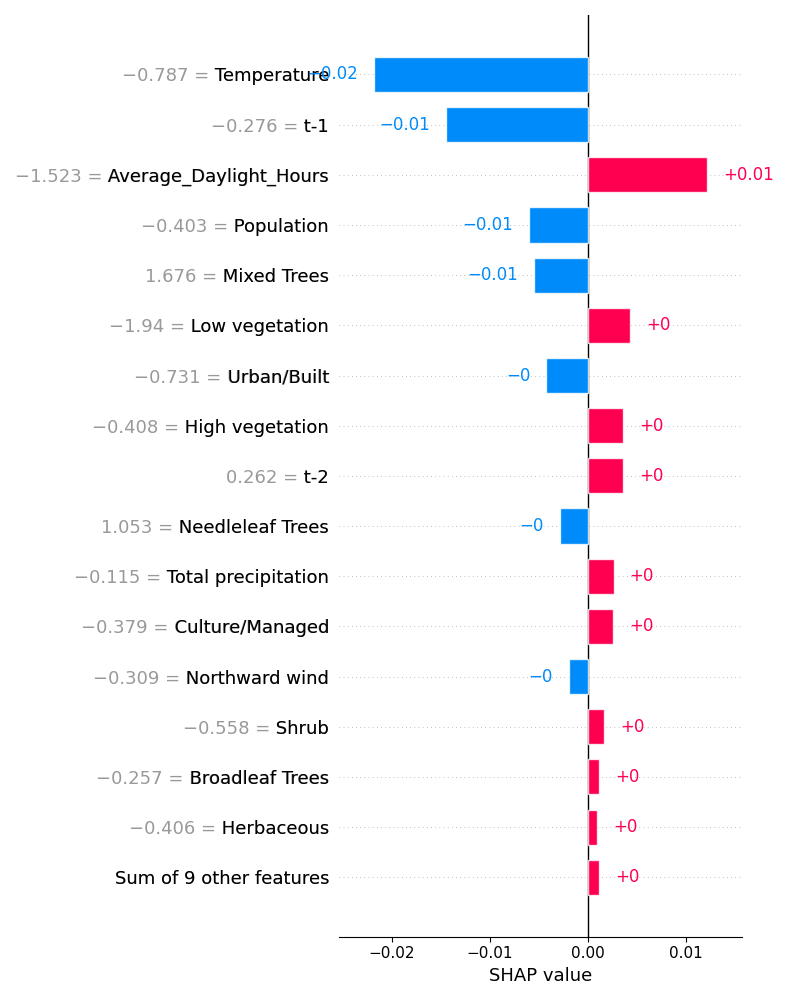 −0.787 = Temperature −0.02
−0.276 = t-1 −0.01
−1.523 = Average_Daylight_Hours +0.01
−0.403 = Population −0.01
1.676 = Mixed Trees −0.01
−1.94 = Low vegetation +0
−0.731 = Urban/Built −0
−0.408 = High vegetation +0
0.262 = t-2 +0
1.053 = Needleleaf Trees −0
−0.115 = Total precipitation +0
−0.379 = Culture/Managed +0
−0.309 = Northward wind −0
−0.558 = Shrub +0
−0.257 = Broadleaf Trees +0
−0.406 = Herbaceous +0
Sum of 9 other features +0
−0.02 −0.01 0.00 0.01
SHAP value